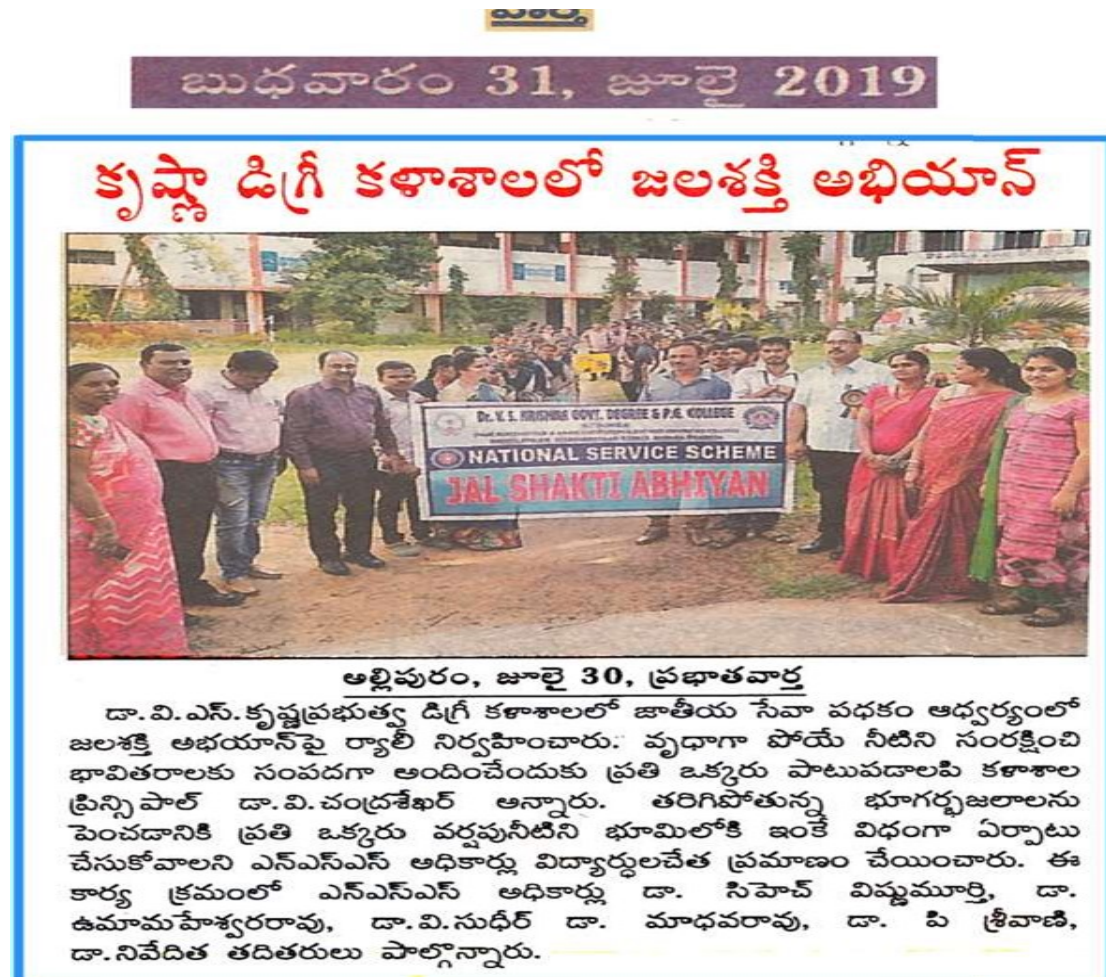 వార్త
బుధవారం 31, జూలై 2019
కృష్ణా డిగ్రీ కళాశాలలో జలశక్తి అభియాన్
Dr. V. S. KRISHNA GOVT. DEGREE & P.G. COLLEGE
NATIONAL SERVICE SCHEME
JAL SHAKTI ABHIYAN
అల్లిపురం, జూలై 30, ప్రభాతవార్త
డా.వి.ఎస్.కృష్ణప్రభుత్వ డిగ్రీ కళాశాలలో జాతీయ సేవా పధకం ఆధ్వర్యంలో
జలశక్తి అభయాన్‌పై ర్యాలీ నిర్వహించారు. వృధాగా పోయే నీటిని సంరక్షించి
భావితరాలకు సంపదగా అందించేందుకు ప్రతి ఒక్కరు పాటుపడాలపి కళాశాల
ప్రిన్సిపాల్ డా.వి.చంద్రశేఖర్ అన్నారు. తరిగిపోతున్న భూగర్భజలాలను
పెంచడానికి ప్రతి ఒక్కరు వర్షపునీటిని భూమిలోకి ఇంకే విధంగా ఏర్పాటు
చేసుకోవాలని ఎన్ఎస్ఎస్ అధికార్లు విద్యార్ధులచేత ప్రమాణం చేయించారు. ఈ
కార్య క్రమంలో ఎన్ఎస్ఎస్ అధికార్లు డా. సిహెచ్ విష్ణుమూర్తి, డా.
ఉమామహేశ్వరరావు, డా.వి.సుధీర్ డా. మాధవరావు, డా. పి శ్రీవాణి,
డా.నివేదిత తదితరులు పాల్గొన్నారు.